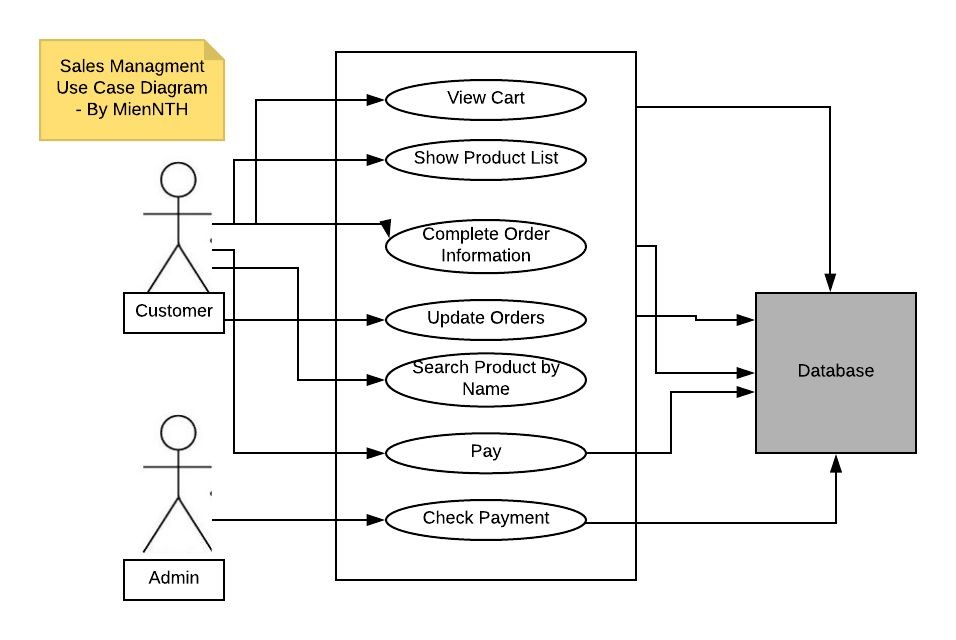 Sales Managment
Use Case Diagram
- By MienNTH
View Cart
Show Product List
Complete Order
Information
Customer
Update Orders
Search Product by
Name
Database
Pay
Check Payment
Admin